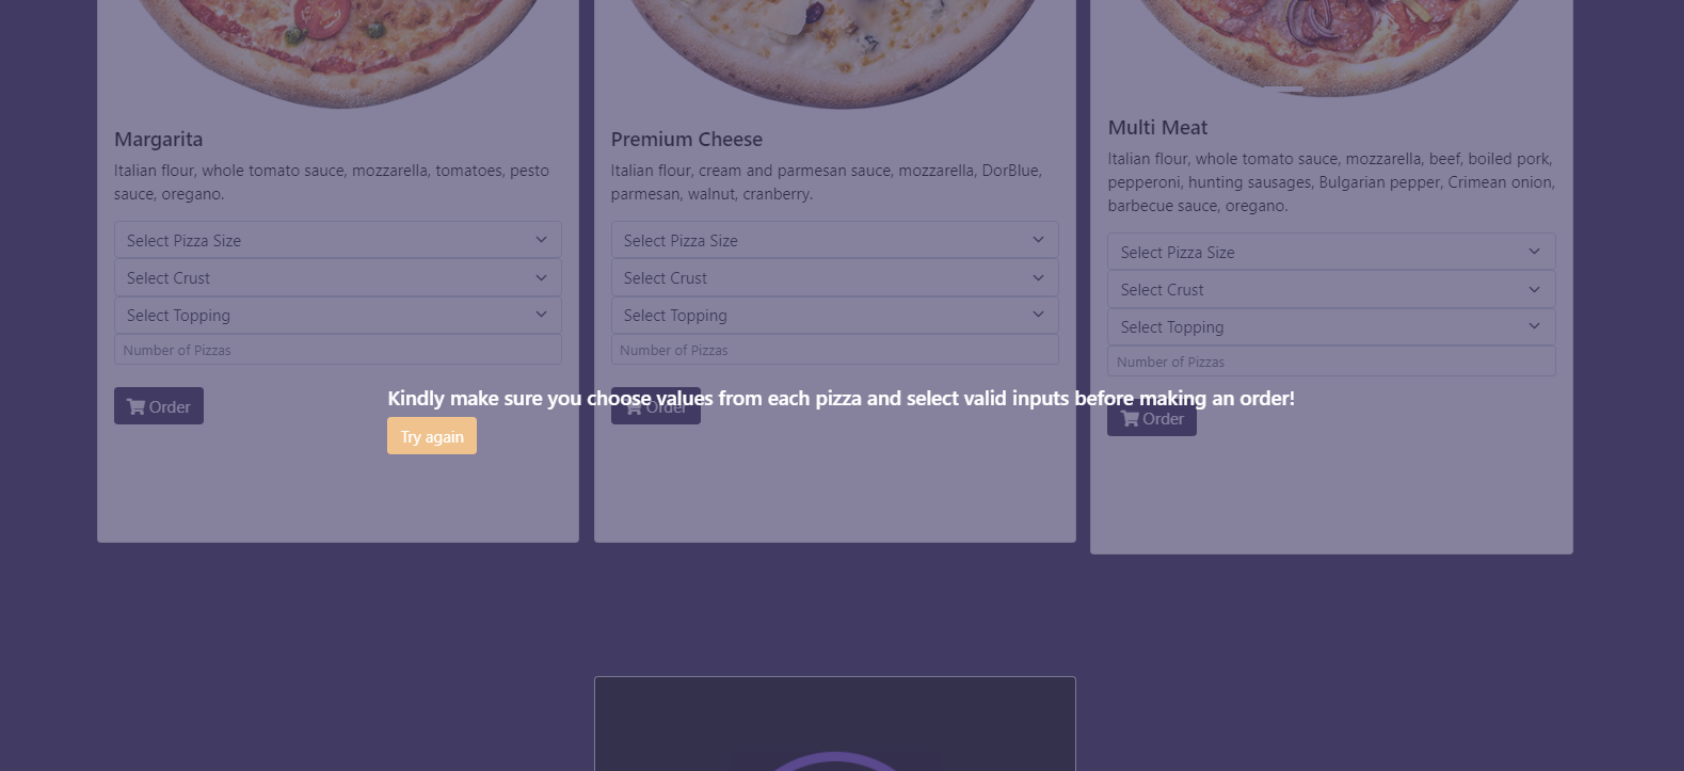 Margarita
Italian flour, whole tomato sauce, mozzarella, tomatoes, pesto
sauce, oregano.
Select Pizza Size
Select Crust
Select Topping
Number of Pizzas
Order
Premium Cheese
Italian flour, cream and parmesan sauce, mozzarella, DorBlue,
parmesan, walnut, cranberry.
Select Pizza Size
Select Crust
Select Topping
Number of Pizzas
Order
Multi Meat
Italian flour, whole tomato sauce, mozzarella, beef, boiled pork,
pepperoni, hunting sausages, Bulgarian pepper, Crimean onion,
barbecue sauce, oregano.
Select Pizza Size
Select Crust
Select Topping
Number of Pizzas
Order
Kindly make sure you choose values from each pizza and select valid inputs before making an order!
Try again